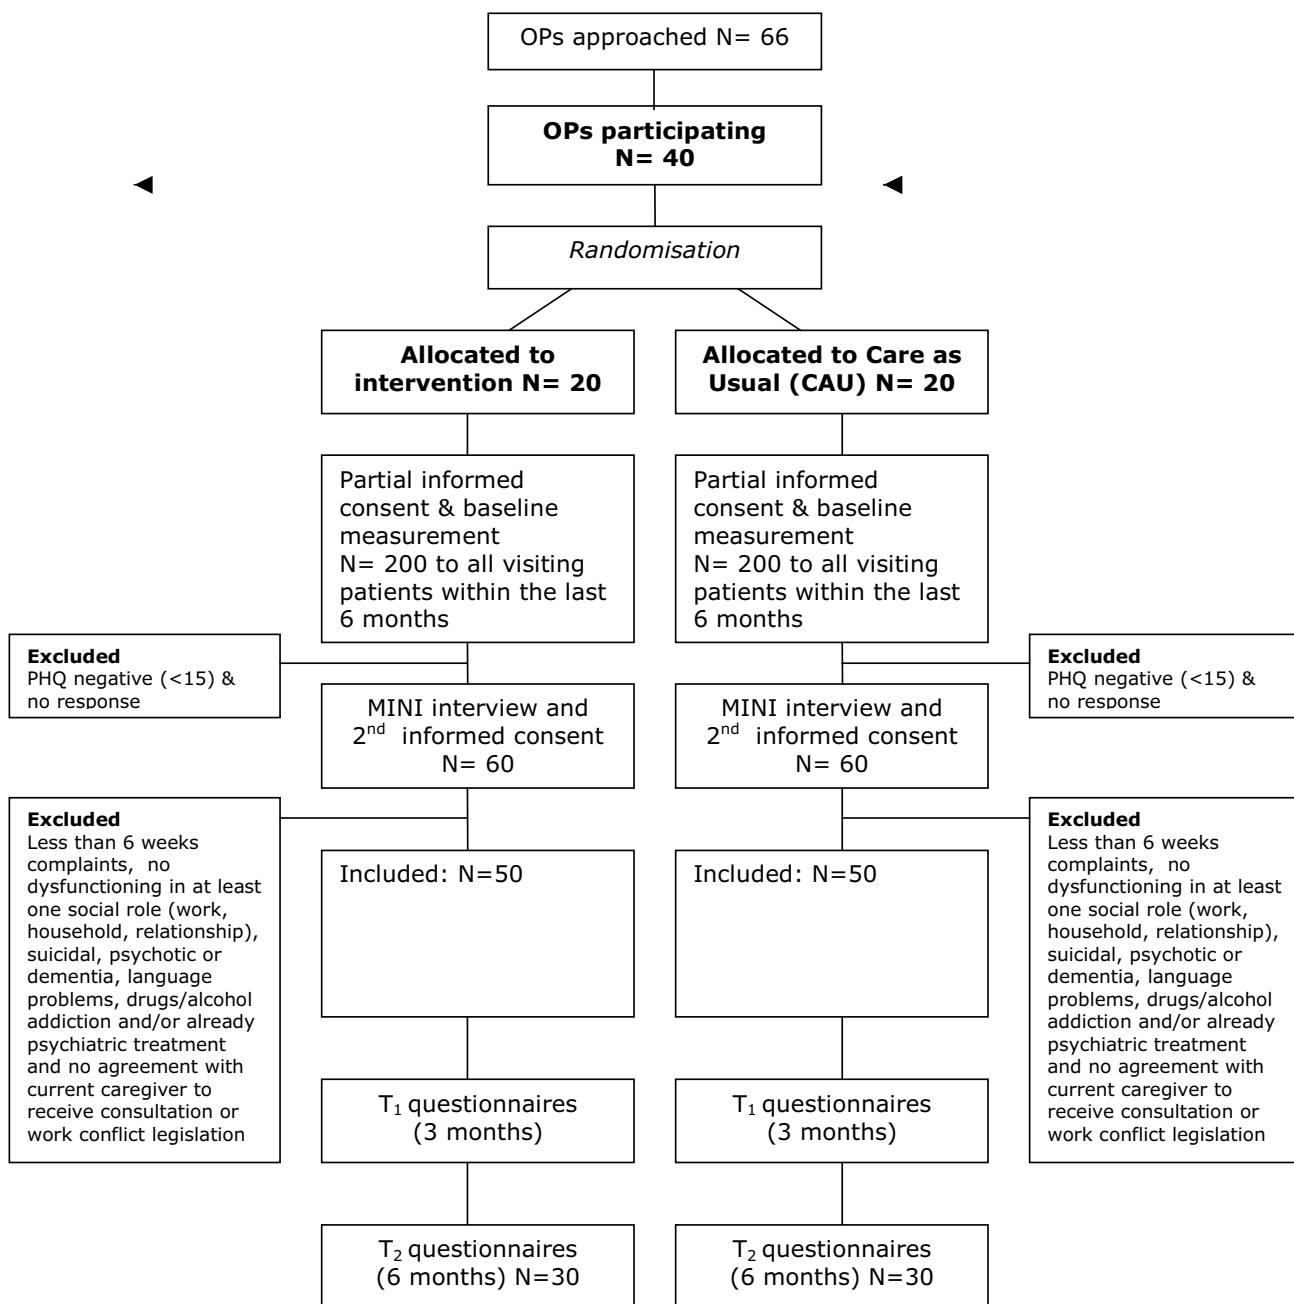 OPs approached N= 66
OPs participating
N= 40
Randomisation
Allocated to
intervention N= 20
Allocated to Care as
Usual (CAU) N= 20
Partial informed
consent & baseline
measurement
N= 200 to all visiting
patients within the last
6 months
Partial informed
consent & baseline
measurement
N= 200 to all visiting
patients within the last
6 months
Excluded
PHQ negative (<15) &
no response
Excluded
PHQ negative (<15) &
no response
MINI interview and
2nd informed consent
N= 60
MINI interview and
2nd informed consent
N= 60
Excluded
Less than 6 weeks
complaints, no
dysfunctioning in at least
one social role (work,
household, relationship),
suicidal, psychotic or
dementia, language
problems, drugs/alcohol
addiction and/or already
psychiatric treatment
and no agreement with
current caregiver to
receive consultation or
work conflict legislation
Included: N=50
Included: N=50
Excluded
Less than 6 weeks
complaints, no
dysfunctioning in at least
one social role (work,
household, relationship),
suicidal, psychotic or
dementia, language
problems, drugs/alcohol
addiction and/or already
psychiatric treatment
and no agreement with
current caregiver to
receive consultation or
work conflict legislation
T1 questionnaires
(3 months)
T1 questionnaires
(3 months)
T2 questionnaires
(6 months) N=30
T2 questionnaires
(6 months) N=30